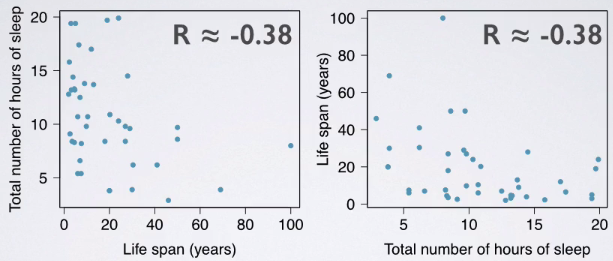 Total number of hours of sleep
20
15
10
5
R ≈ -0.38
0 20 40 60 80 100
Life span (years)
Life span (years)
100
80
60
40
20
0
R ≈ -0.38
5 10 15 20
Total number of hours of sleep